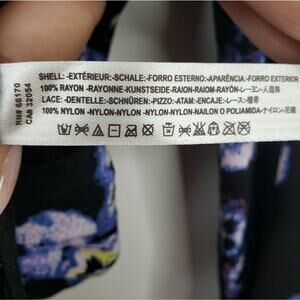 RN# 66170
CA# 32054
SHELL:-EXTÉRIEUR:-SCHALE:-FORRO ESTERNO:-APARÊNCIA:-FORRO EXTERIOR
100% RAYON -RAYONNE-KUNSTSEIDE-RAION-RAIOM-RAYÓN-レーヨン-人造絲
LACE:-DENTELLE-SCHNÜREN:-PIZZO:-ATAM:-ENCAJE:-レース:-
100% NYLON -NYLON-NYLON-NYLON-NAILON O POLIAMIDA-ナイロン-尼龍